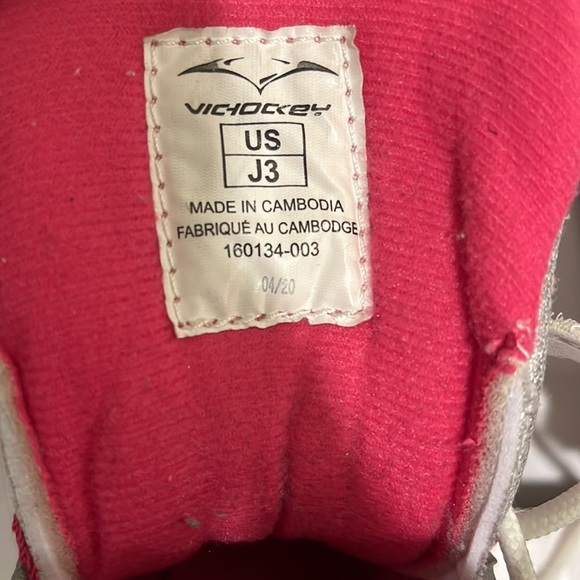 VICHOCKEY
US
J3
MADE IN CAMBODIA
FABRIQUÉ AU CAMBODGE
160134-003
04/20